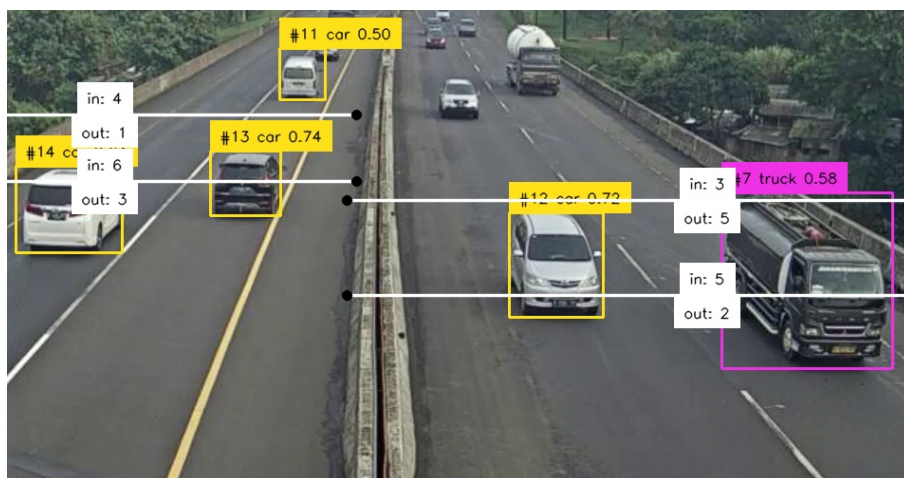 #11 car 0.50
in: 4
out: 1
#13 car 0.74
#14
in: 6
out: 3
in: 3
#7 truck 0.58
#12 car 0.72
out: 5
in: 5
out: 2